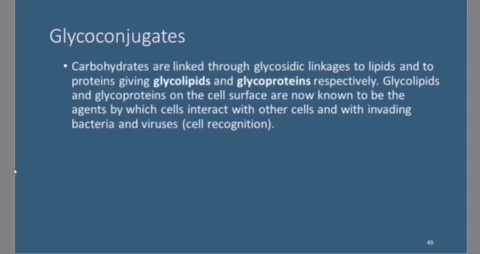 Glycoconjugates
• Carbohydrates are linked through glycosidic linkages to lipids and to
proteins giving glycolipids and glycoproteins respectively. Glycolipids
and glycoproteins on the cell surface are now known to be the
agents by which cells interact with other cells and with invading
bacteria and viruses (cell recognition).
49